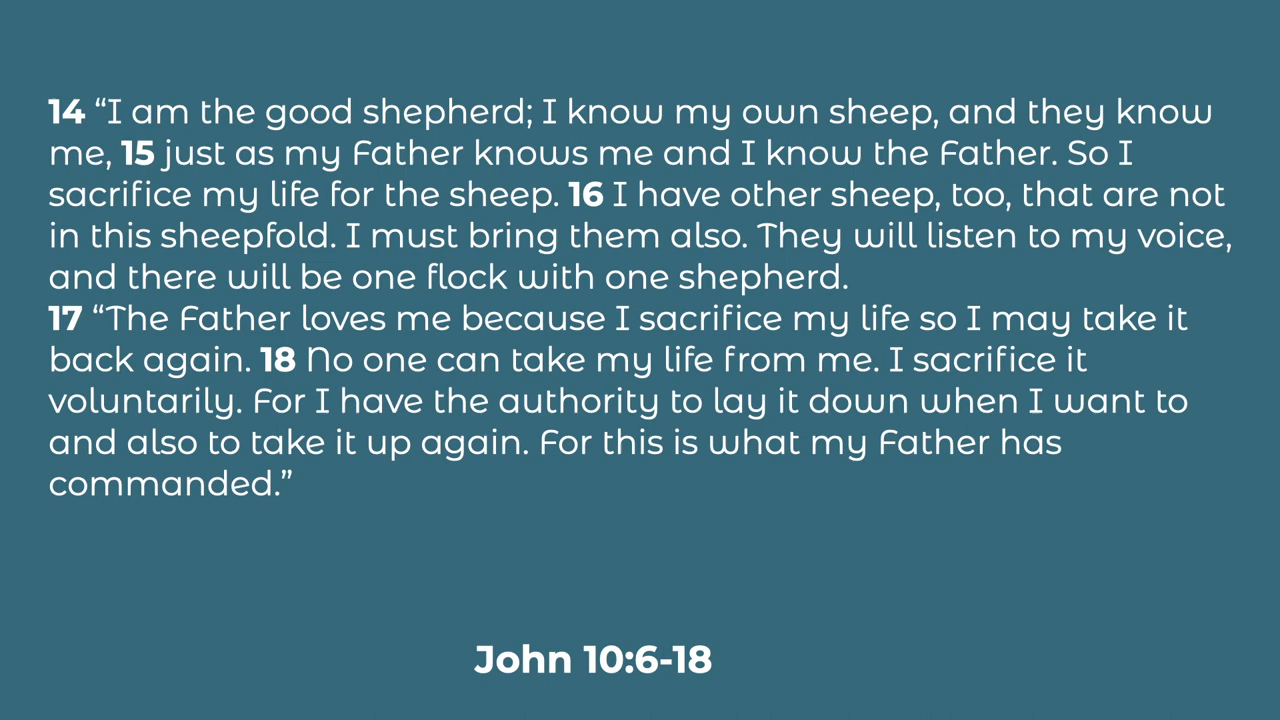 14 “I am the good shepherd; I know my own sheep, and they know
me, 15 just as my Father knows me and I know the Father. So I
sacrifice my life for the sheep. 16 I have other sheep, too, that are not
in this sheepfold. I must bring them also. They will listen to my voice,
and there will be one flock with one shepherd.
17 “The Father loves me because I sacrifice my life so I may take it
back again. 18 No one can take my life from me. I sacrifice it
voluntarily. For I have the authority to lay it down when I want to
and also to take it up again. For this is what my Father has
commanded.”
John 10:6-18